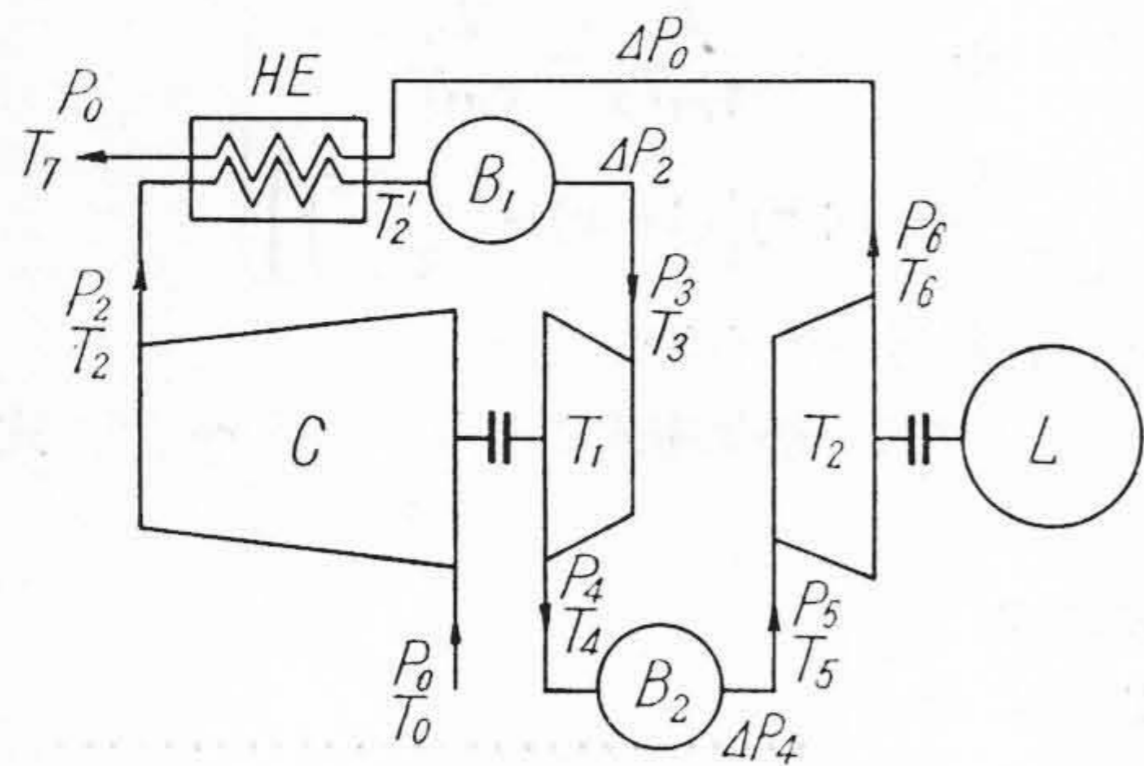 ΔP₀
P₀
HE
T₇
B₁
ΔP₂
T₂'
P₂
T₂
P₃
T₃
P₆
T₆
C
T₁
T₂
L
P₄
T₄
P₅
T₅
P₀
T₀
B₂
ΔP₄